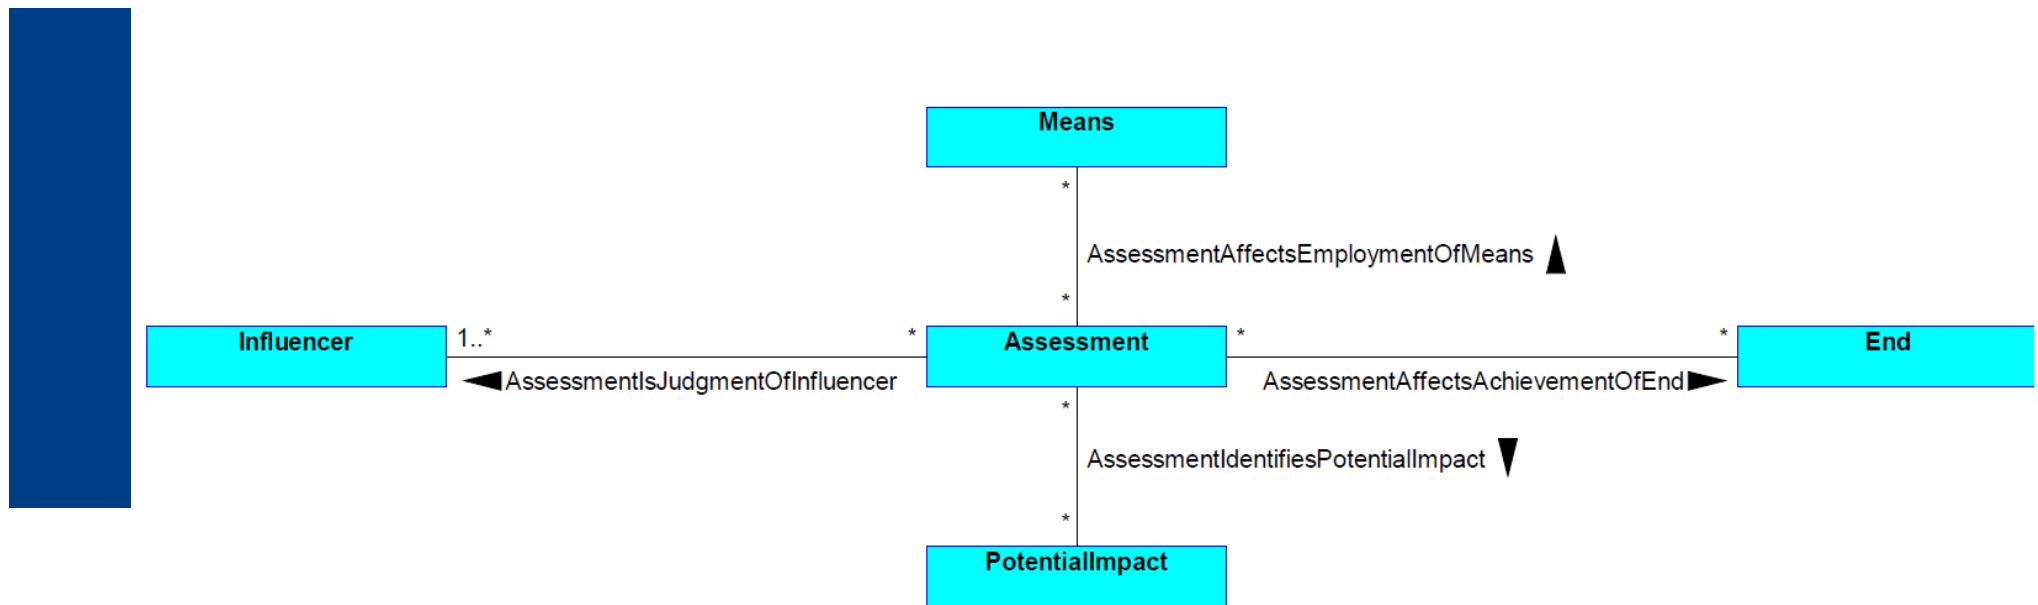 Means
*
AssessmentAffectsEmploymentOfMeans
*
Influencer
1..*
*
Assessment
*
*
End
AssessmentIsJudgmentOfInfluencer
AssessmentAffectsAchievementOfEnd
*
AssessmentIdentifiesPotentialImpact
*
PotentialImpact